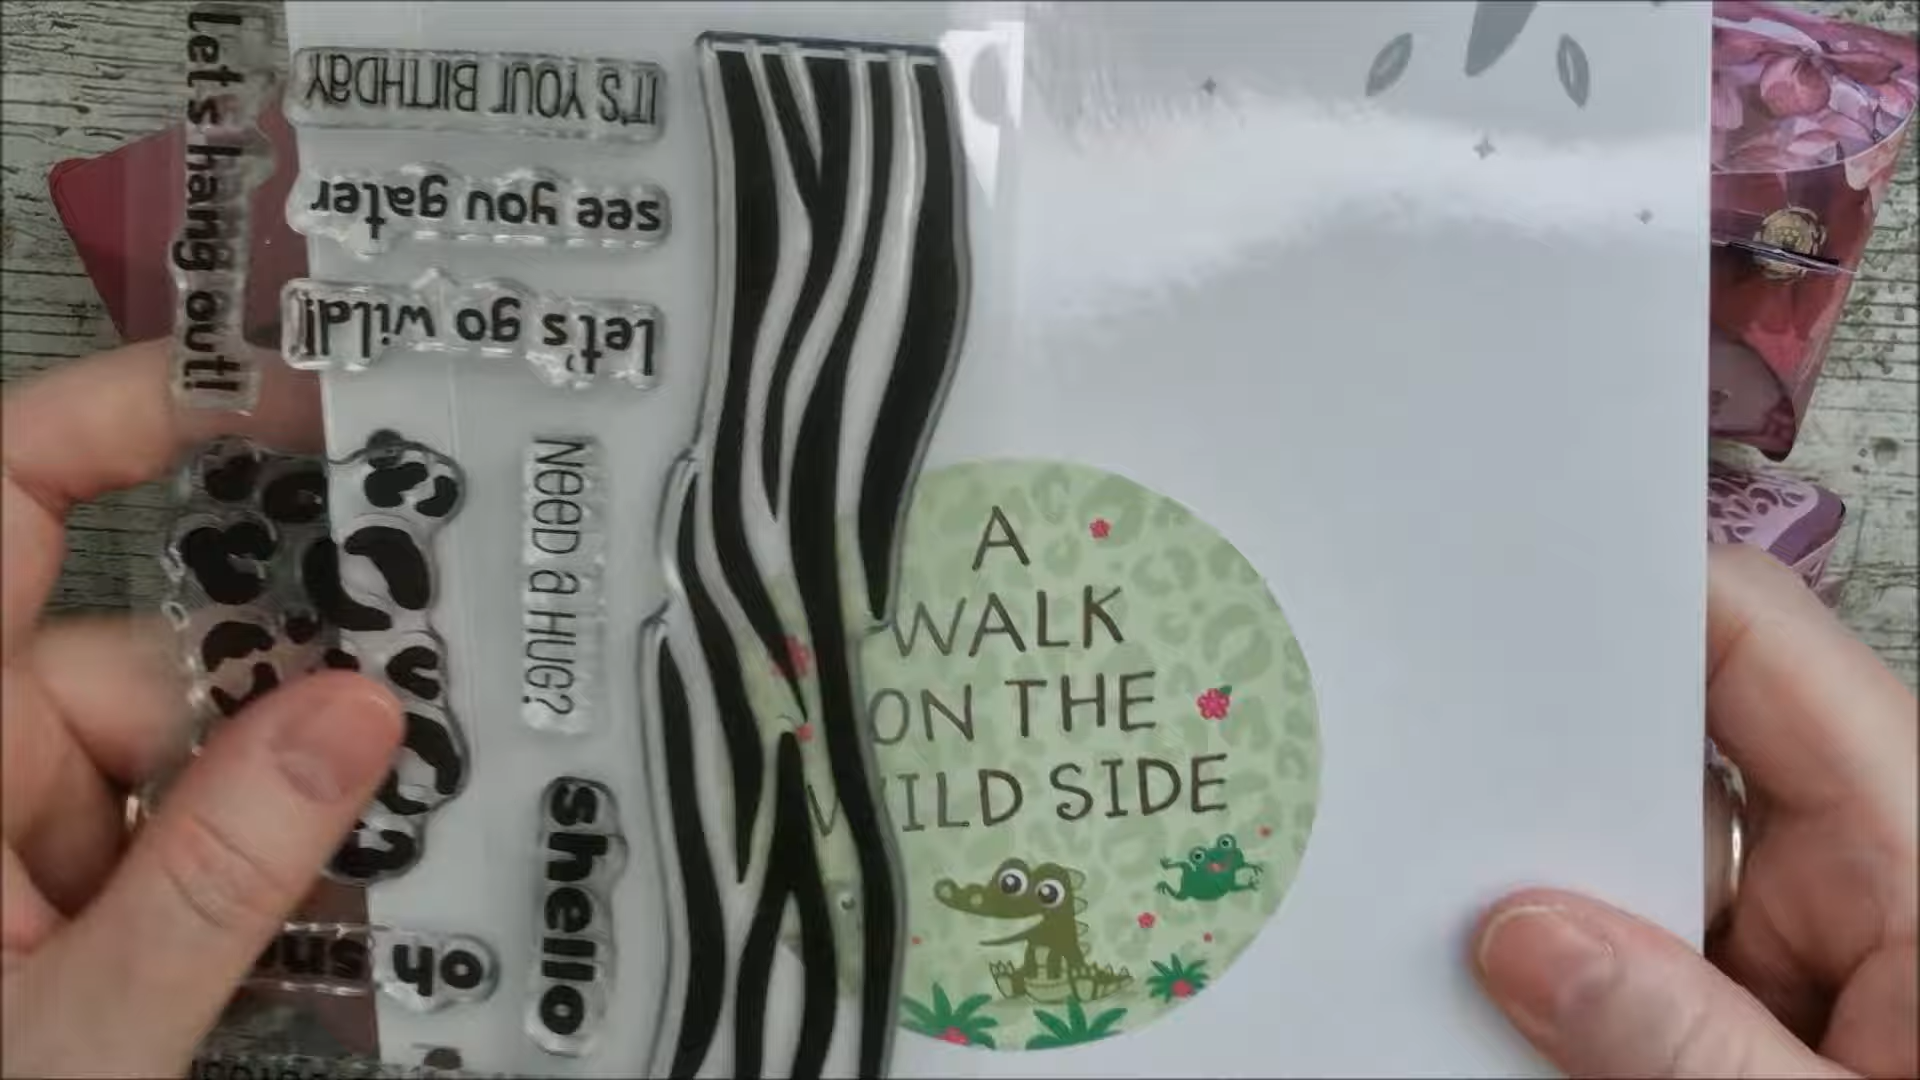 Let's hang out!
IT'S YOUR BIRTHDAY
see you gater
Let's go wild!
NEED A HUG?
shello
oh
A
WALK
ON THE
WILD SIDE